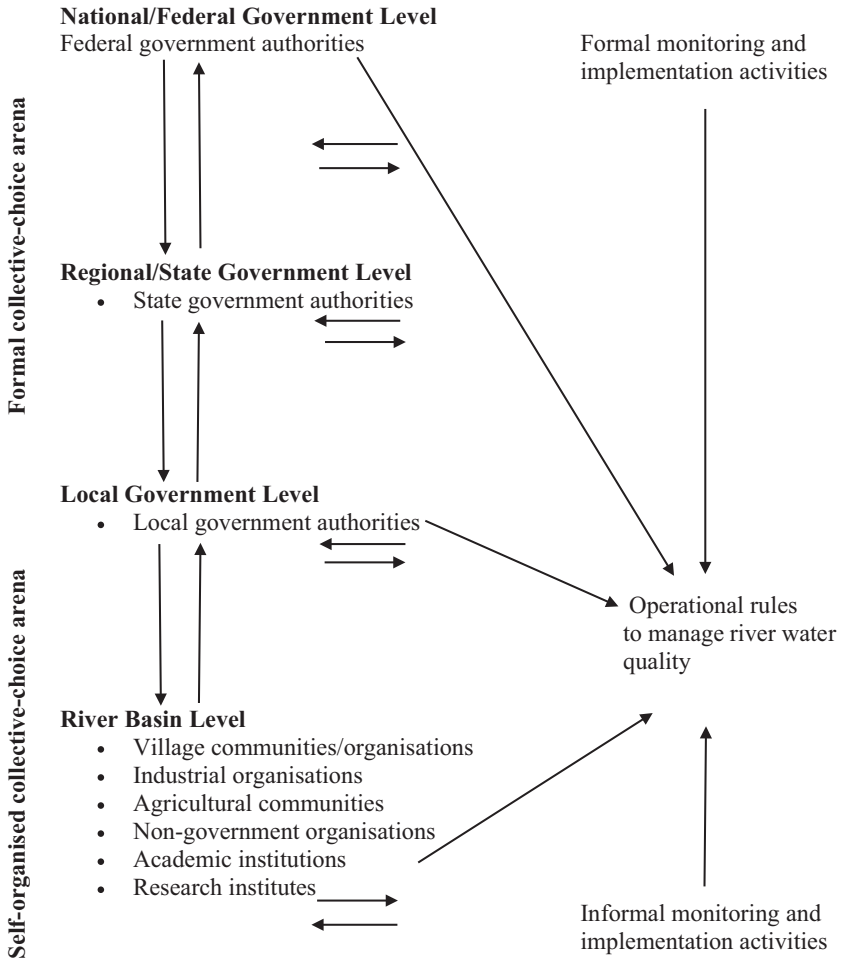 National/Federal Government Level
Federal government authorities
Formal monitoring and
implementation activities
Formal collective-choice arena
Regional/State Government Level
• State government authorities
Local Government Level
• Local government authorities
Operational rules
to manage river water
quality
Self-organised collective-choice arena
River Basin Level
• Village communities/organisations
• Industrial organisations
• Agricultural communities
• Non-government organisations
• Academic institutions
• Research institutes
Informal monitoring and
implementation activities